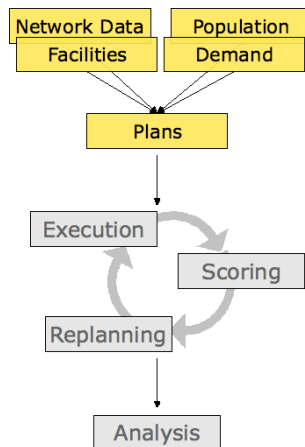 Network Data
Population
Facilities
Demand
Plans
Execution
Scoring
Replanning
Analysis